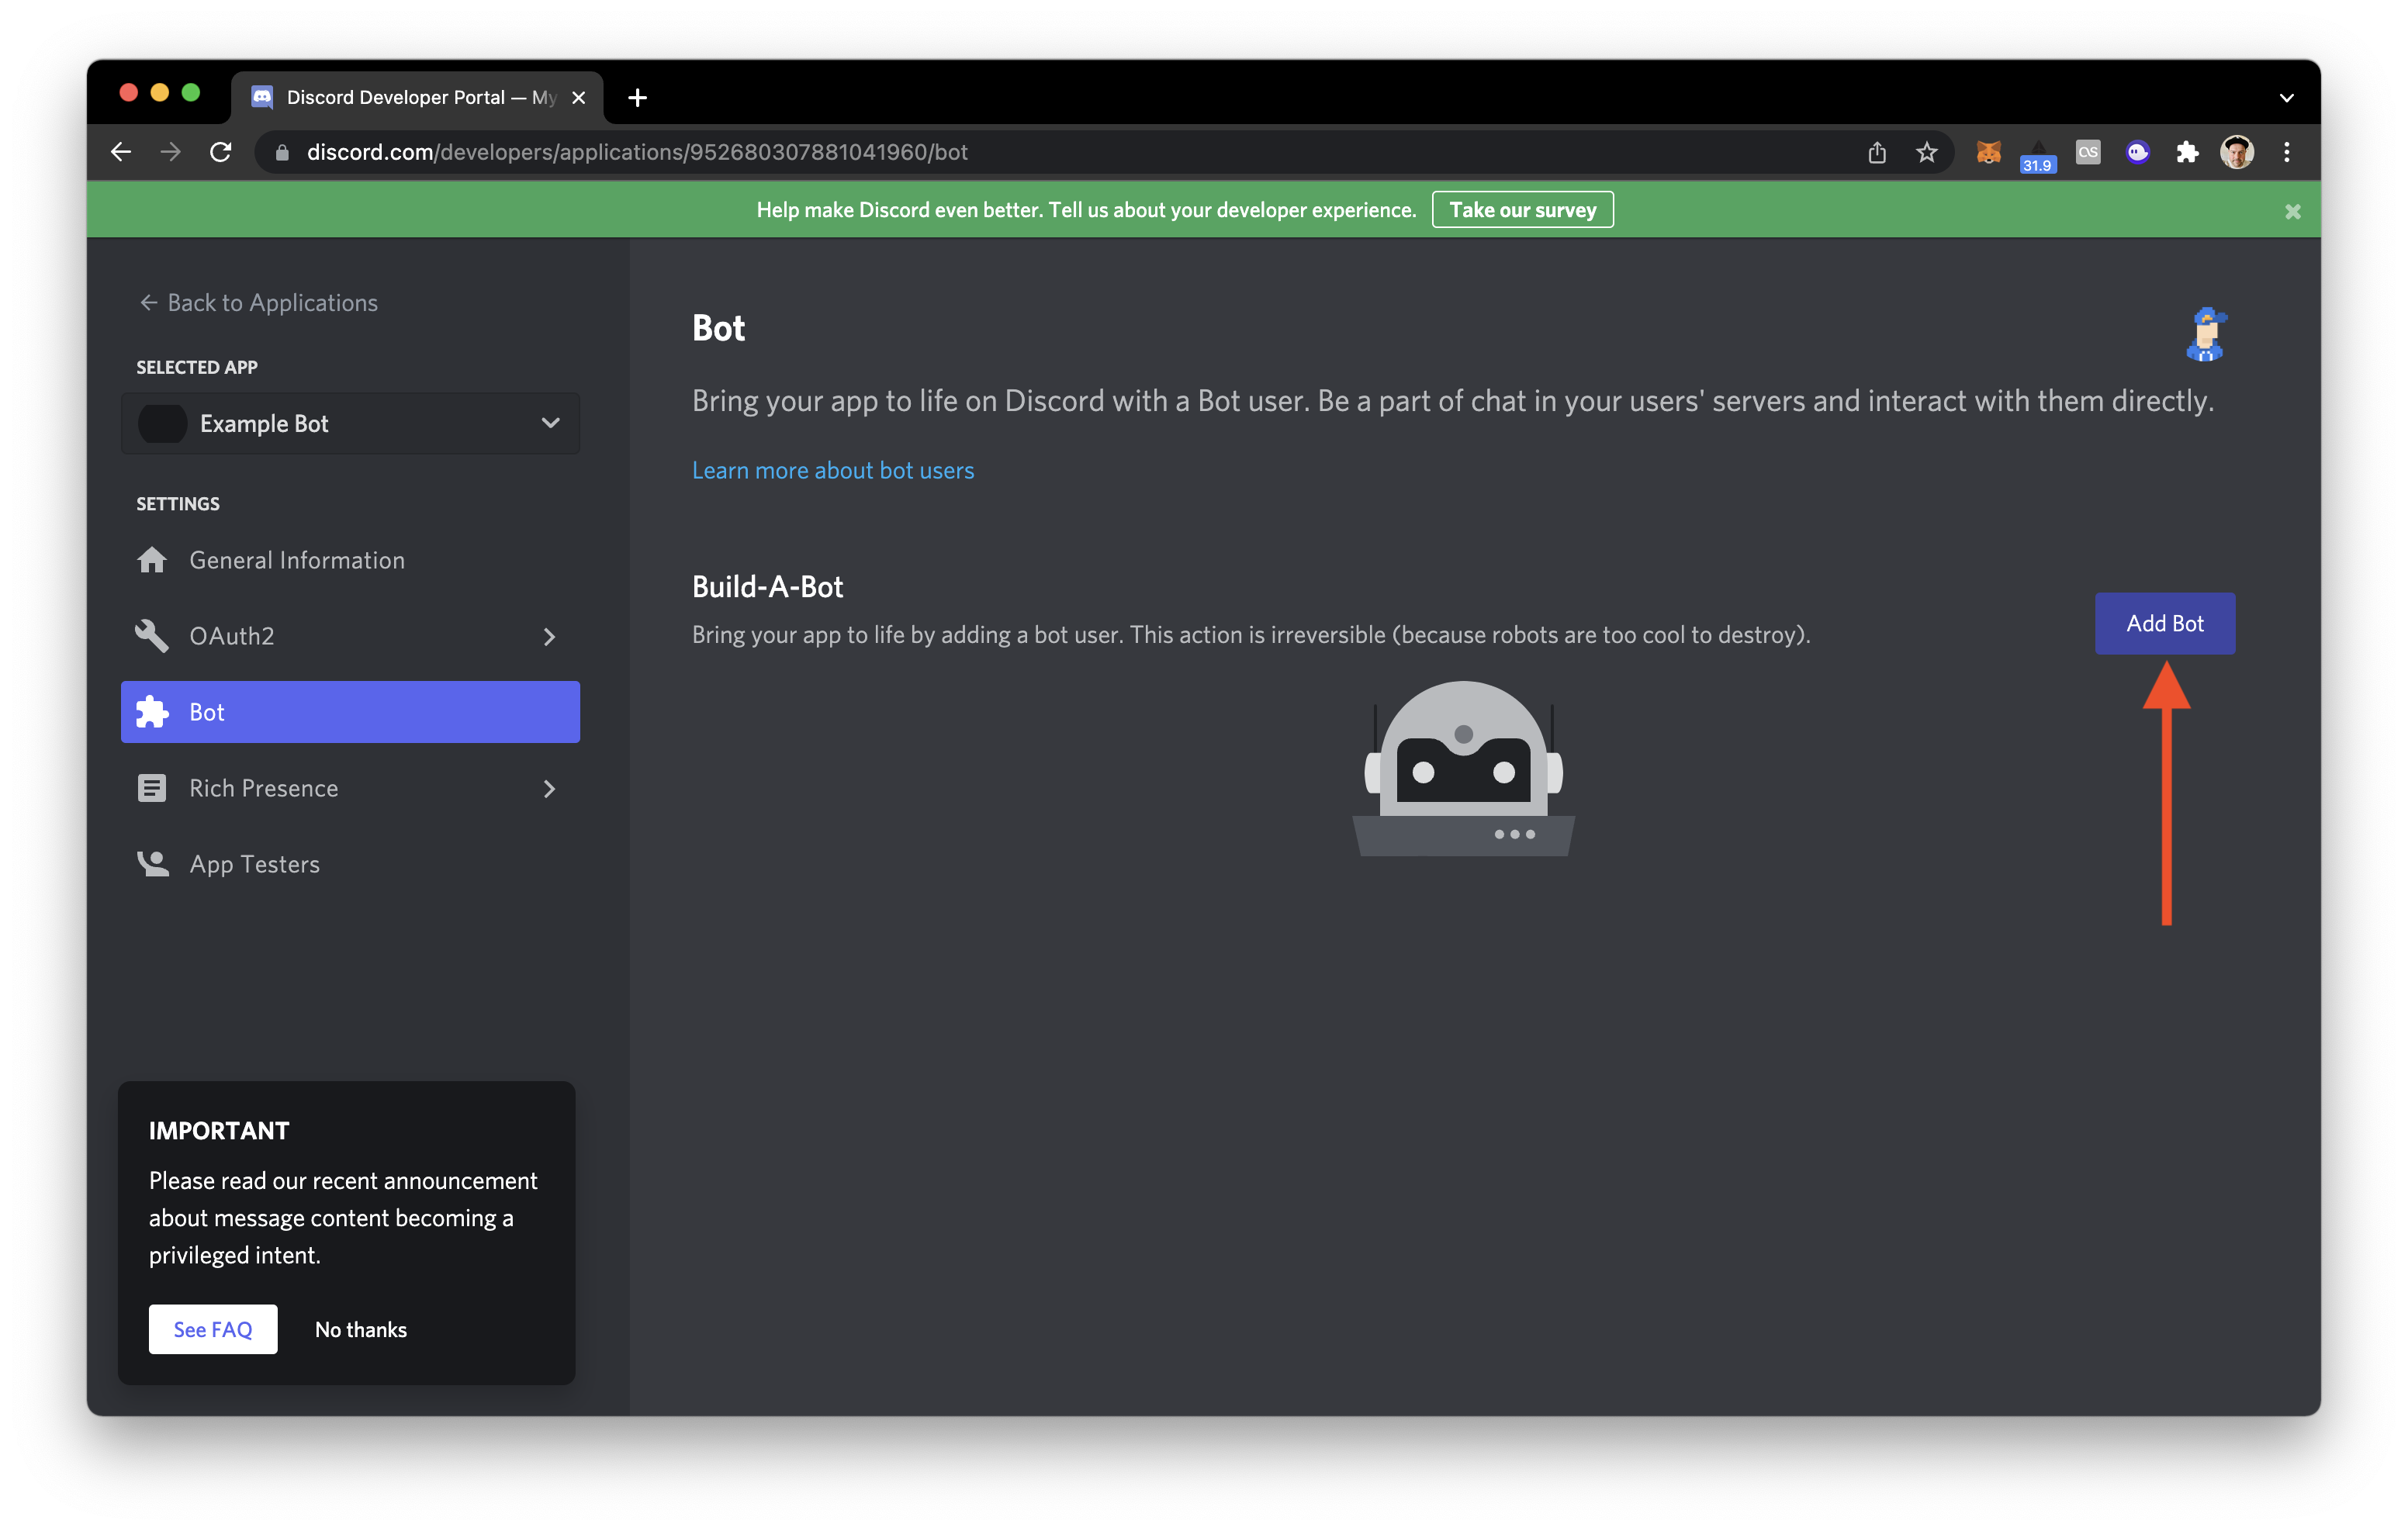 Discord Developer Portal — My
discord.com/developers/applications/952680307881041960/bot
31.9
Help make Discord even better. Tell us about your developer experience.
Take our survey
Back to Applications
SELECTED APP
Example Bot
SETTINGS
General Information
OAuth2
Bot
Rich Presence
App Testers
IMPORTANT
Please read our recent announcement
about message content becoming a
privileged intent.
See FAQ
No thanks
Bot
Bring your app to life on Discord with a Bot user. Be a part of chat in your users' servers and interact with them directly.
Learn more about bot users
Build-A-Bot
Bring your app to life by adding a bot user. This action is irreversible (because robots are too cool to destroy).
Add Bot